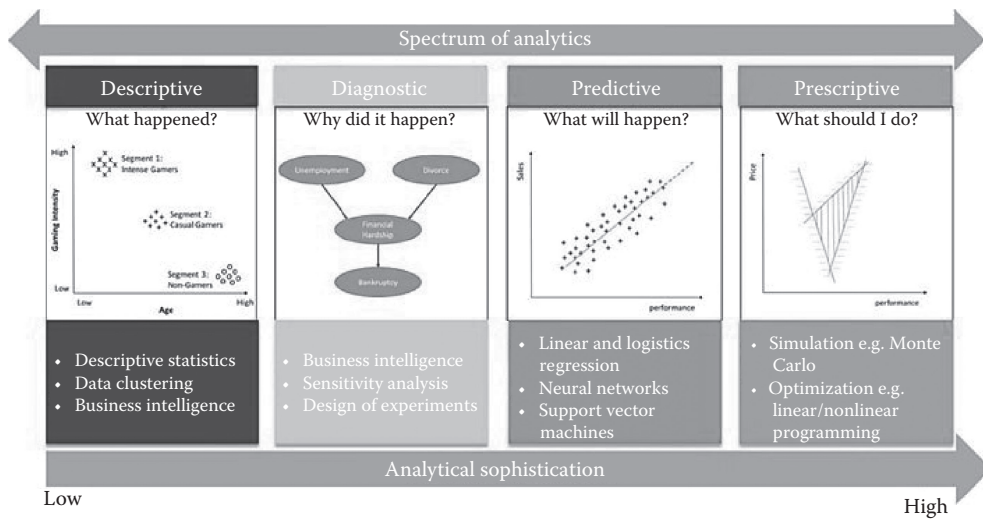 Spectrum of analytics
Descriptive
Diagnostic
Predictive
Prescriptive
What happened?
Why did it happen?
What will happen?
What should I do?
High
Segment 1:
Intense Gamers
Gaming Intensity
Segment 2:
Casual Gamers
Segment 3:
Non-Gamers
Low
Low
High
Age
Unemployment
Divorce
Financial
Hardship
Bankruptcy
Sales
performance
Price
performance
• Descriptive statistics
• Data clustering
• Business intelligence
• Business intelligence
• Sensitivity analysis
• Design of experiments
• Linear and logistics
regression
• Neural networks
• Support vector
machines
• Simulation e.g. Monte
Carlo
• Optimization e.g.
linear/nonlinear
programming
Analytical sophistication
Low
High